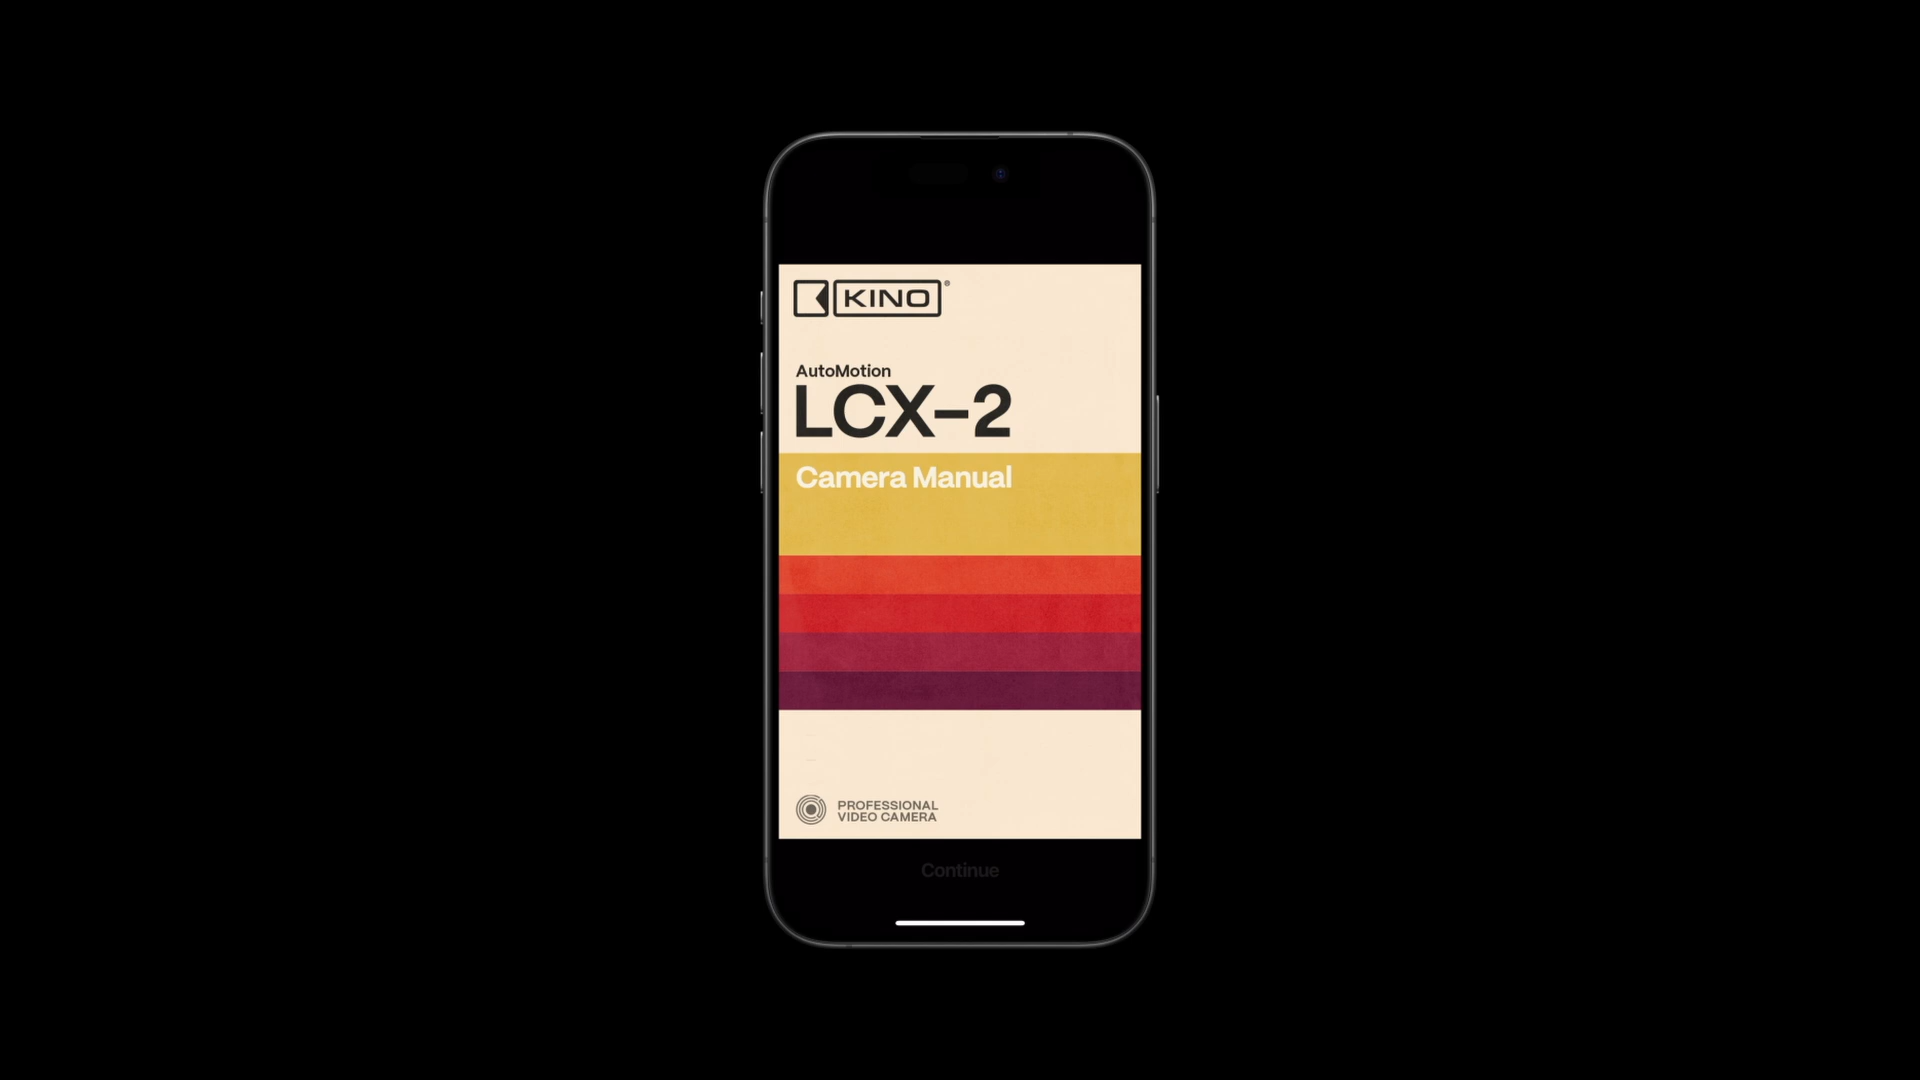 KINO®
AutoMotion
LCX-2
Camera Manual
PROFESSIONAL
VIDEO CAMERA
Continue